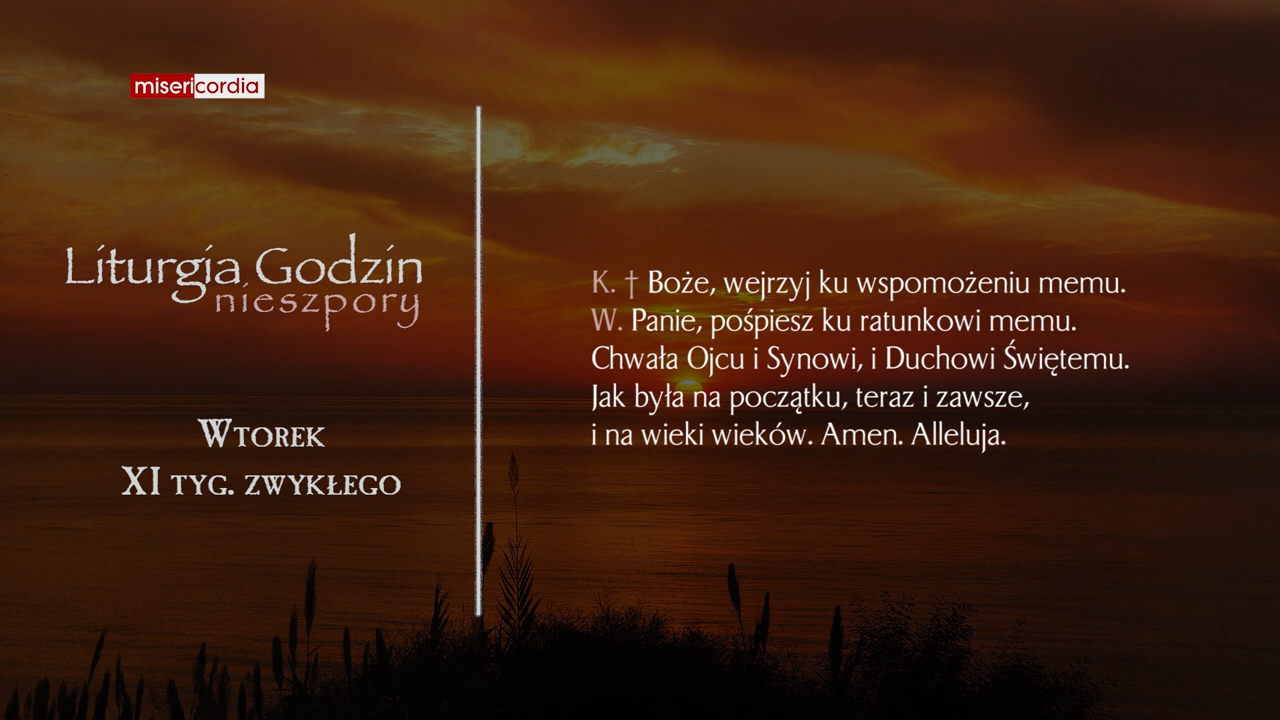 misericordia
Liturgia Godzin
nieszpory
Wtorek
XI tyg. zwykłego
K. † Boże, wejrzyj ku wspomożeniu memu.
W. Panie, pośpiesz ku ratunkowi memu.
Chwała Ojcu i Synowi, i Duchowi Świętemu.
Jak była na początku, teraz i zawsze,
i na wieki wieków. Amen. Alleluja.